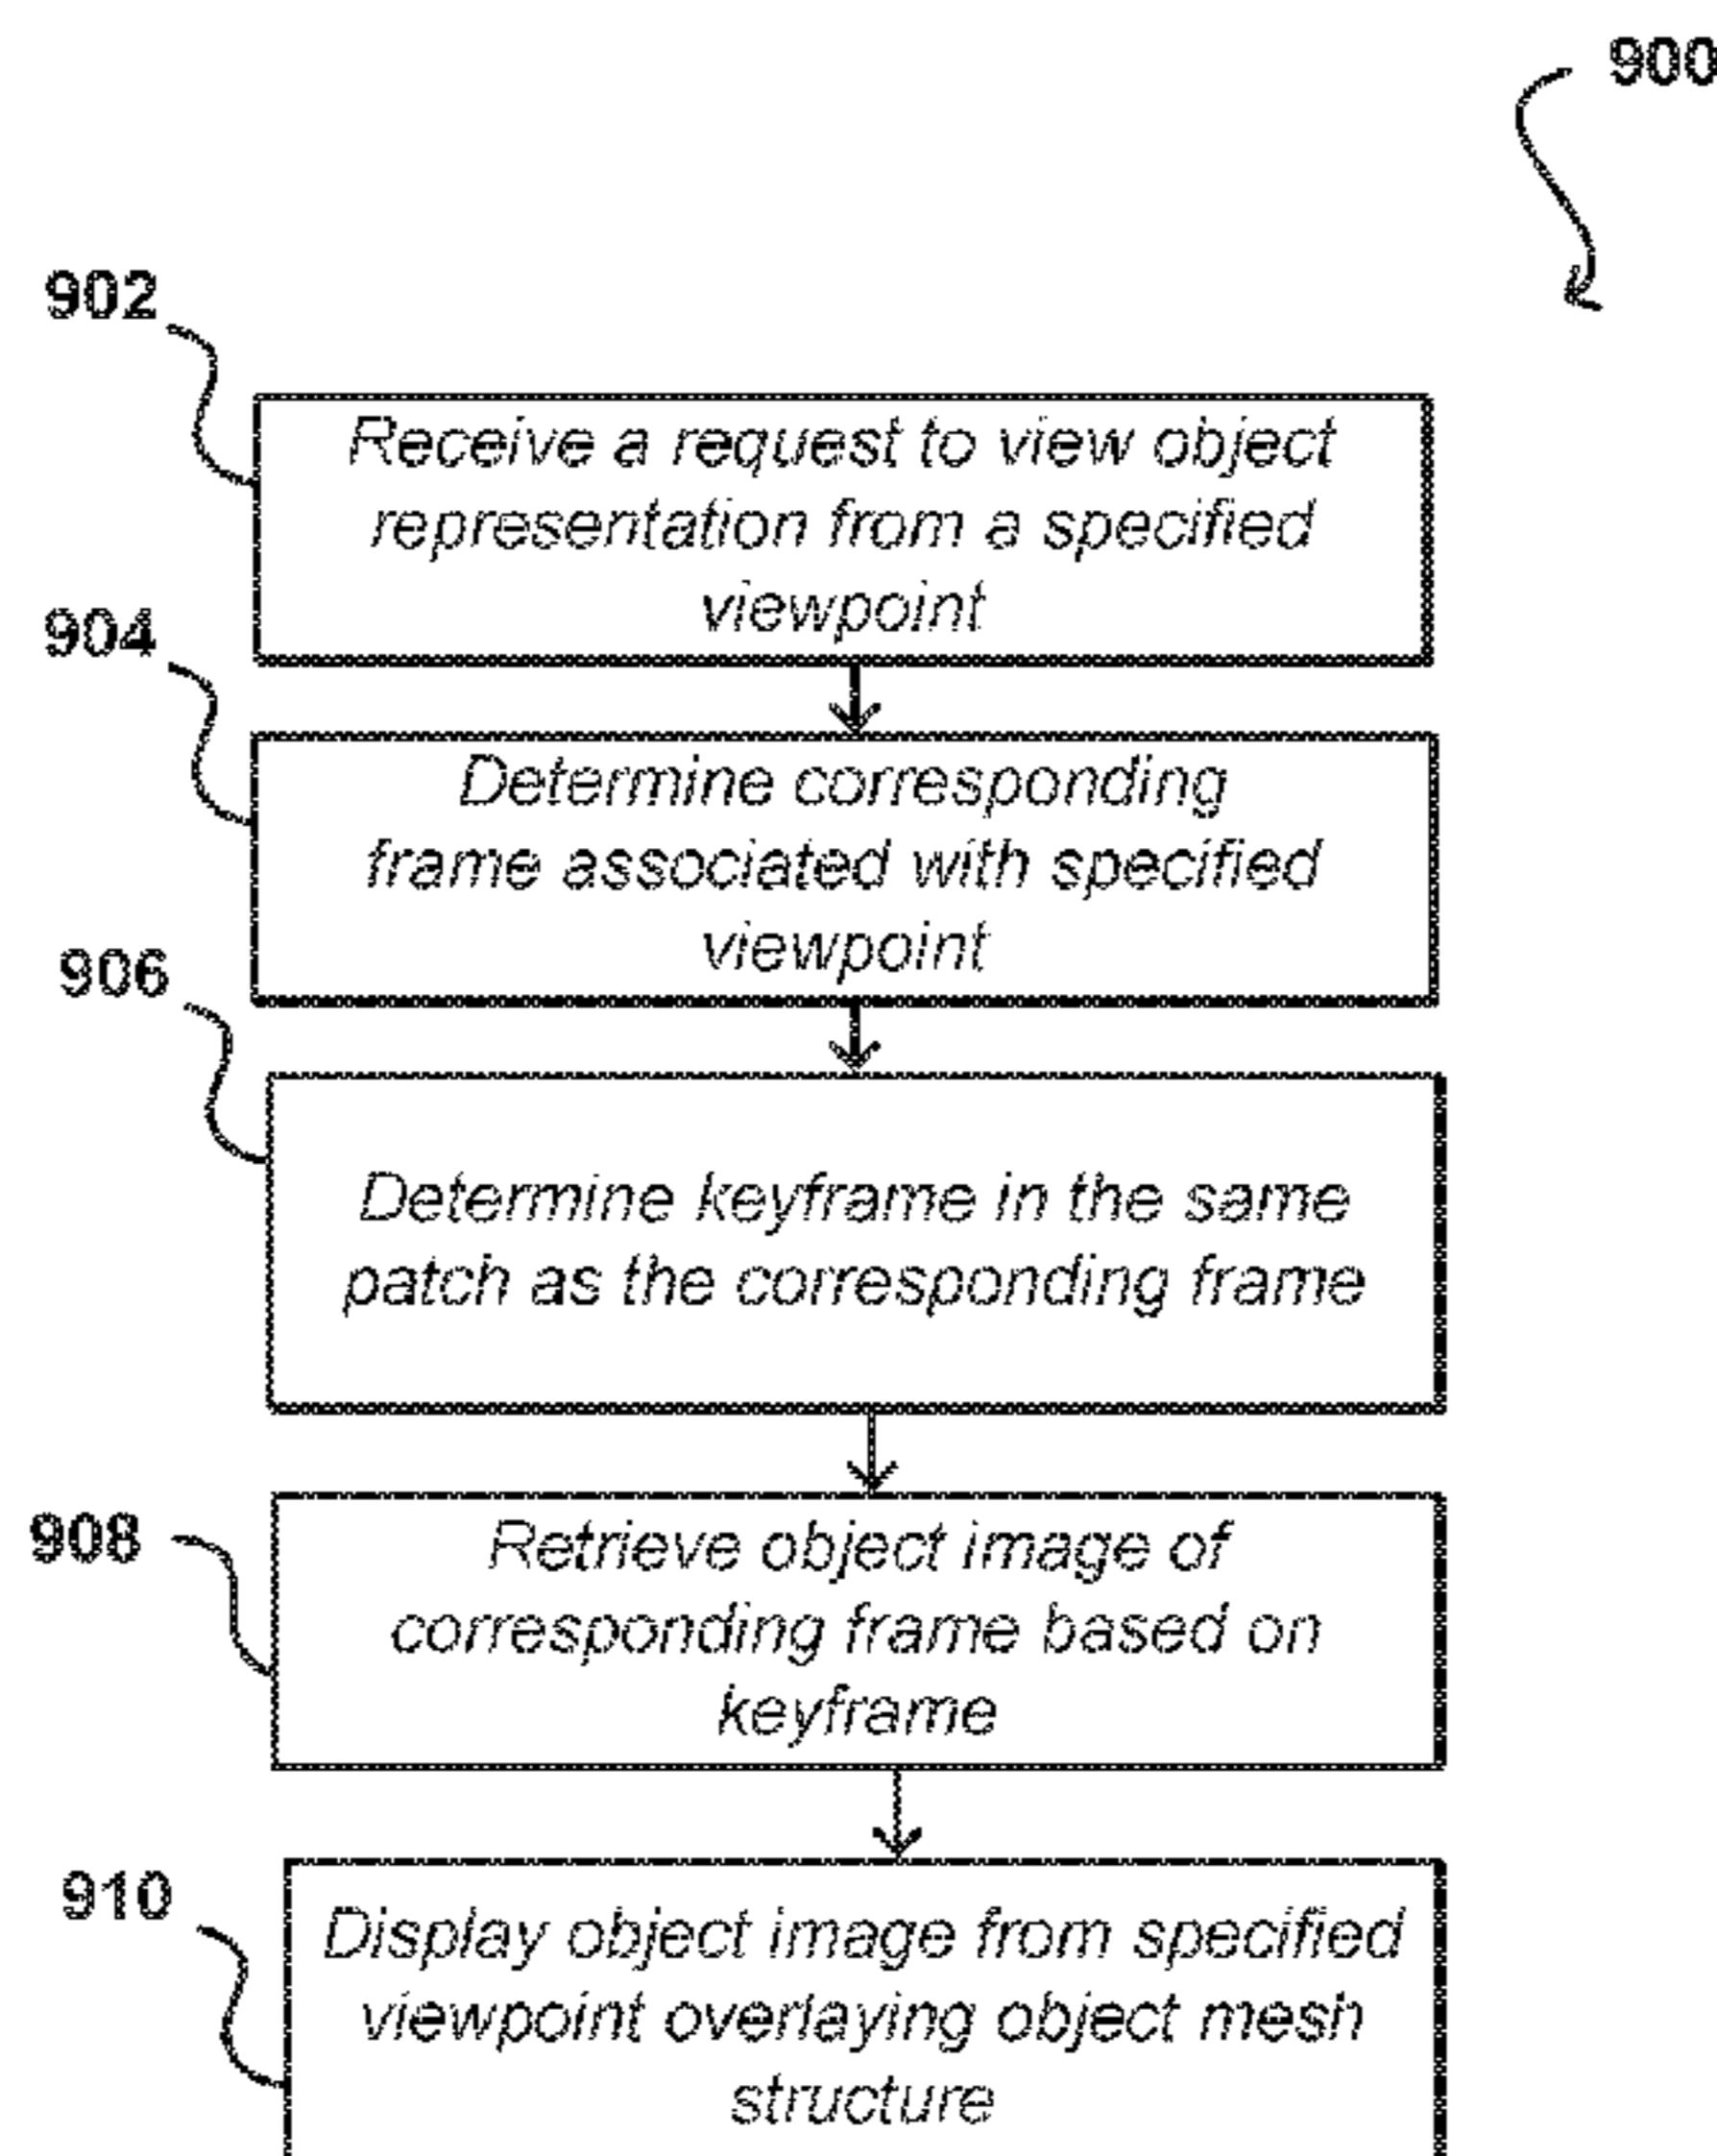 900
902
Receive a request to view object
representation from a specified
viewpoint
904
Determine corresponding
frame associated with specified
viewpoint
906
Determine keyframe in the same
patch as the corresponding frame
908
Retrieve object image of
corresponding frame based on
keyframe
910
Display object image from specified
viewpoint overlaying object mesh
structure